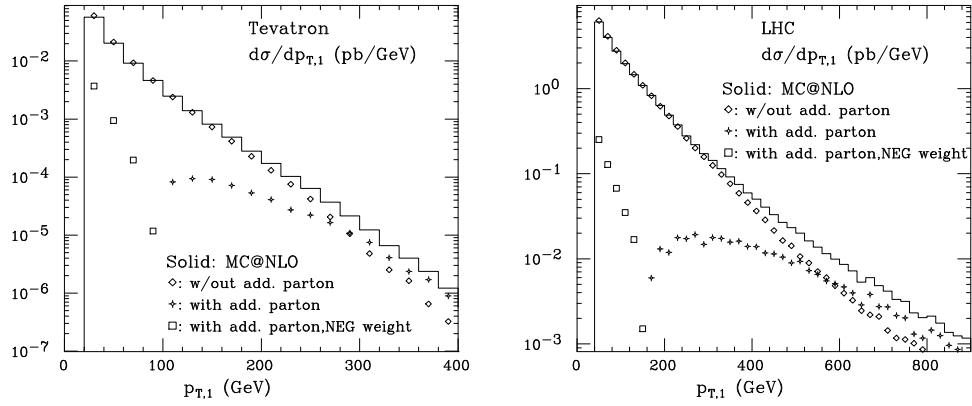 Tevatron
dσ/dp_{T,1} (pb/GeV)
10^{-2}
10^{-3}
10^{-4}
10^{-5}
10^{-6}
10^{-7}
Solid: MC@NLO
◇: w/out add. parton
+: with add. parton
□: with add. parton,NEG weight
0 100 200 300 400
p_{T,1} (GeV)
LHC
dσ/dp_{T,1} (pb/GeV)
Solid: MC@NLO
◇: w/out add. parton
+: with add. parton
□: with add. parton,NEG weight
10^{0}
10^{-1}
10^{-2}
10^{-3}
0 200 400 600 800
p_{T,1} (GeV)